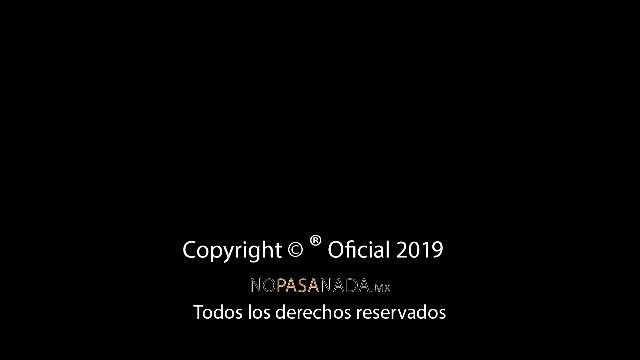 Copyright © ® Oficial 2019
NOPASANADA.MX
Todos los derechos reservados